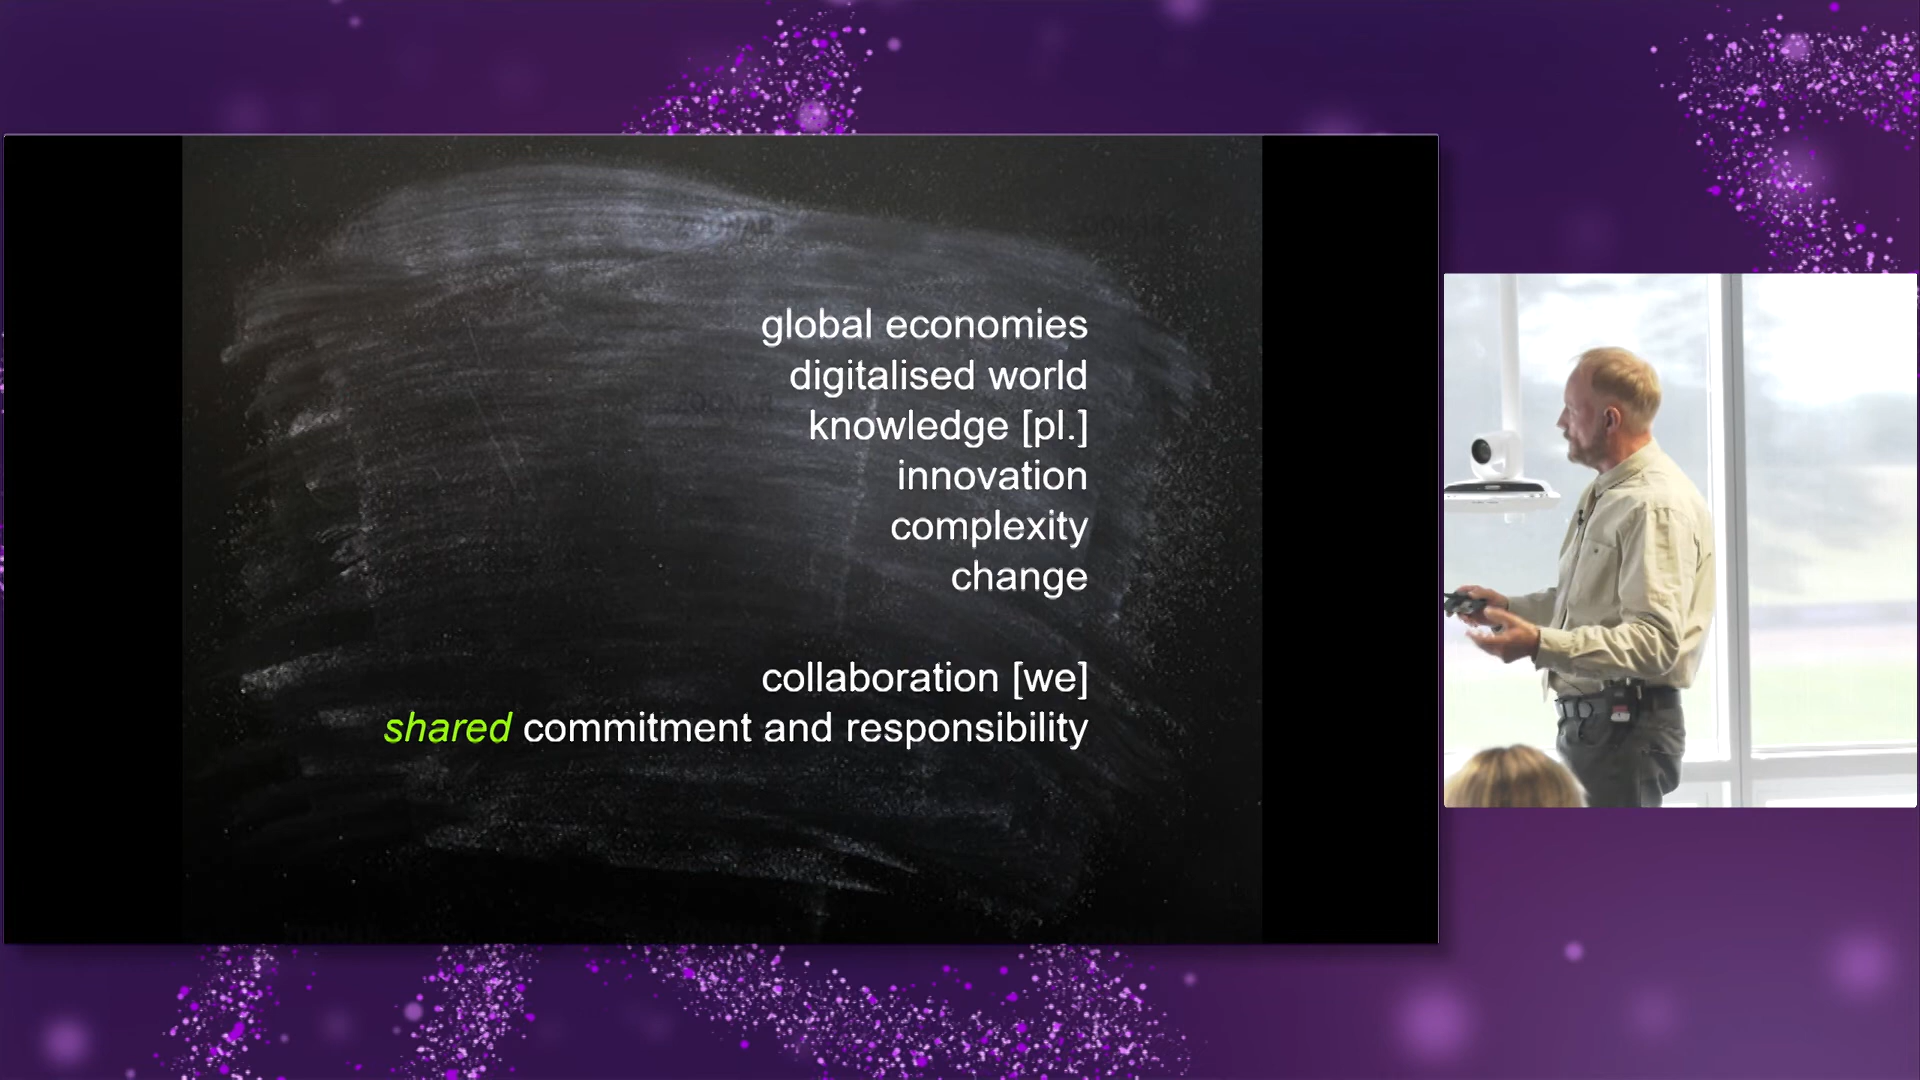 global economies
digitalised world
knowledge [pl.]
innovation
complexity
change
collaboration [we]
shared commitment and responsibility